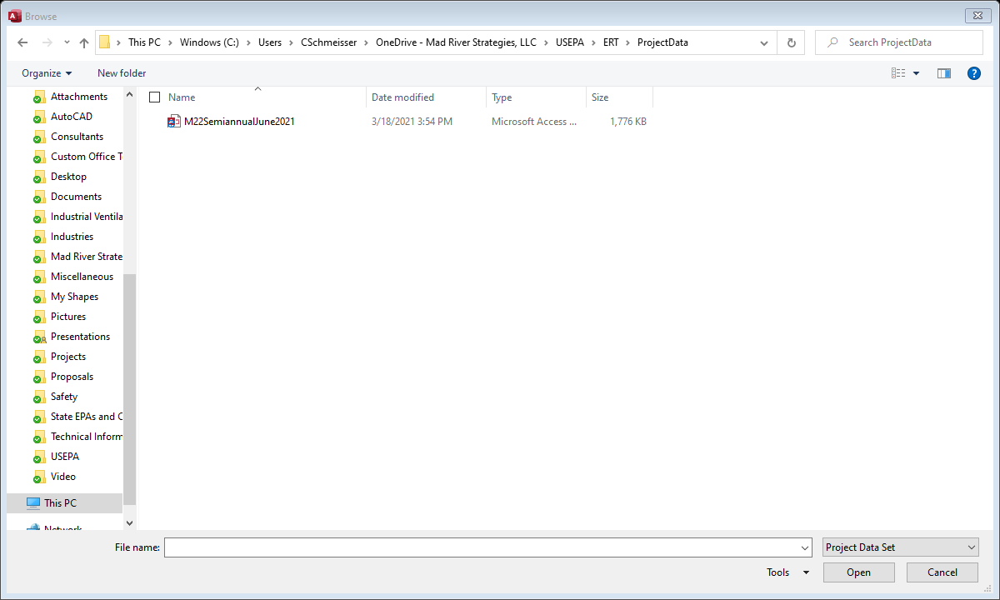 Browse
This PC > Windows (C:) > Users > CSchmeisser > OneDrive - Mad River Strategies, LLC > USEPA > ERT > ProjectData
Search ProjectData
Organize
New folder
?
Attachments
AutoCAD
Consultants
Custom Office T
Desktop
Documents
Industrial Ventila
Industries
Mad River Strate
Miscellaneous
My Shapes
Pictures
Presentations
Projects
Proposals
Safety
State EPAs and C
Technical Inform
USEPA
Video
This PC
Network
Name Date modified Type Size
M22SemiannualJune2021 3/18/2021 3:54 PM Microsoft Access ... 1,776 KB
File name:
Project Data Set
Tools
Open
Cancel